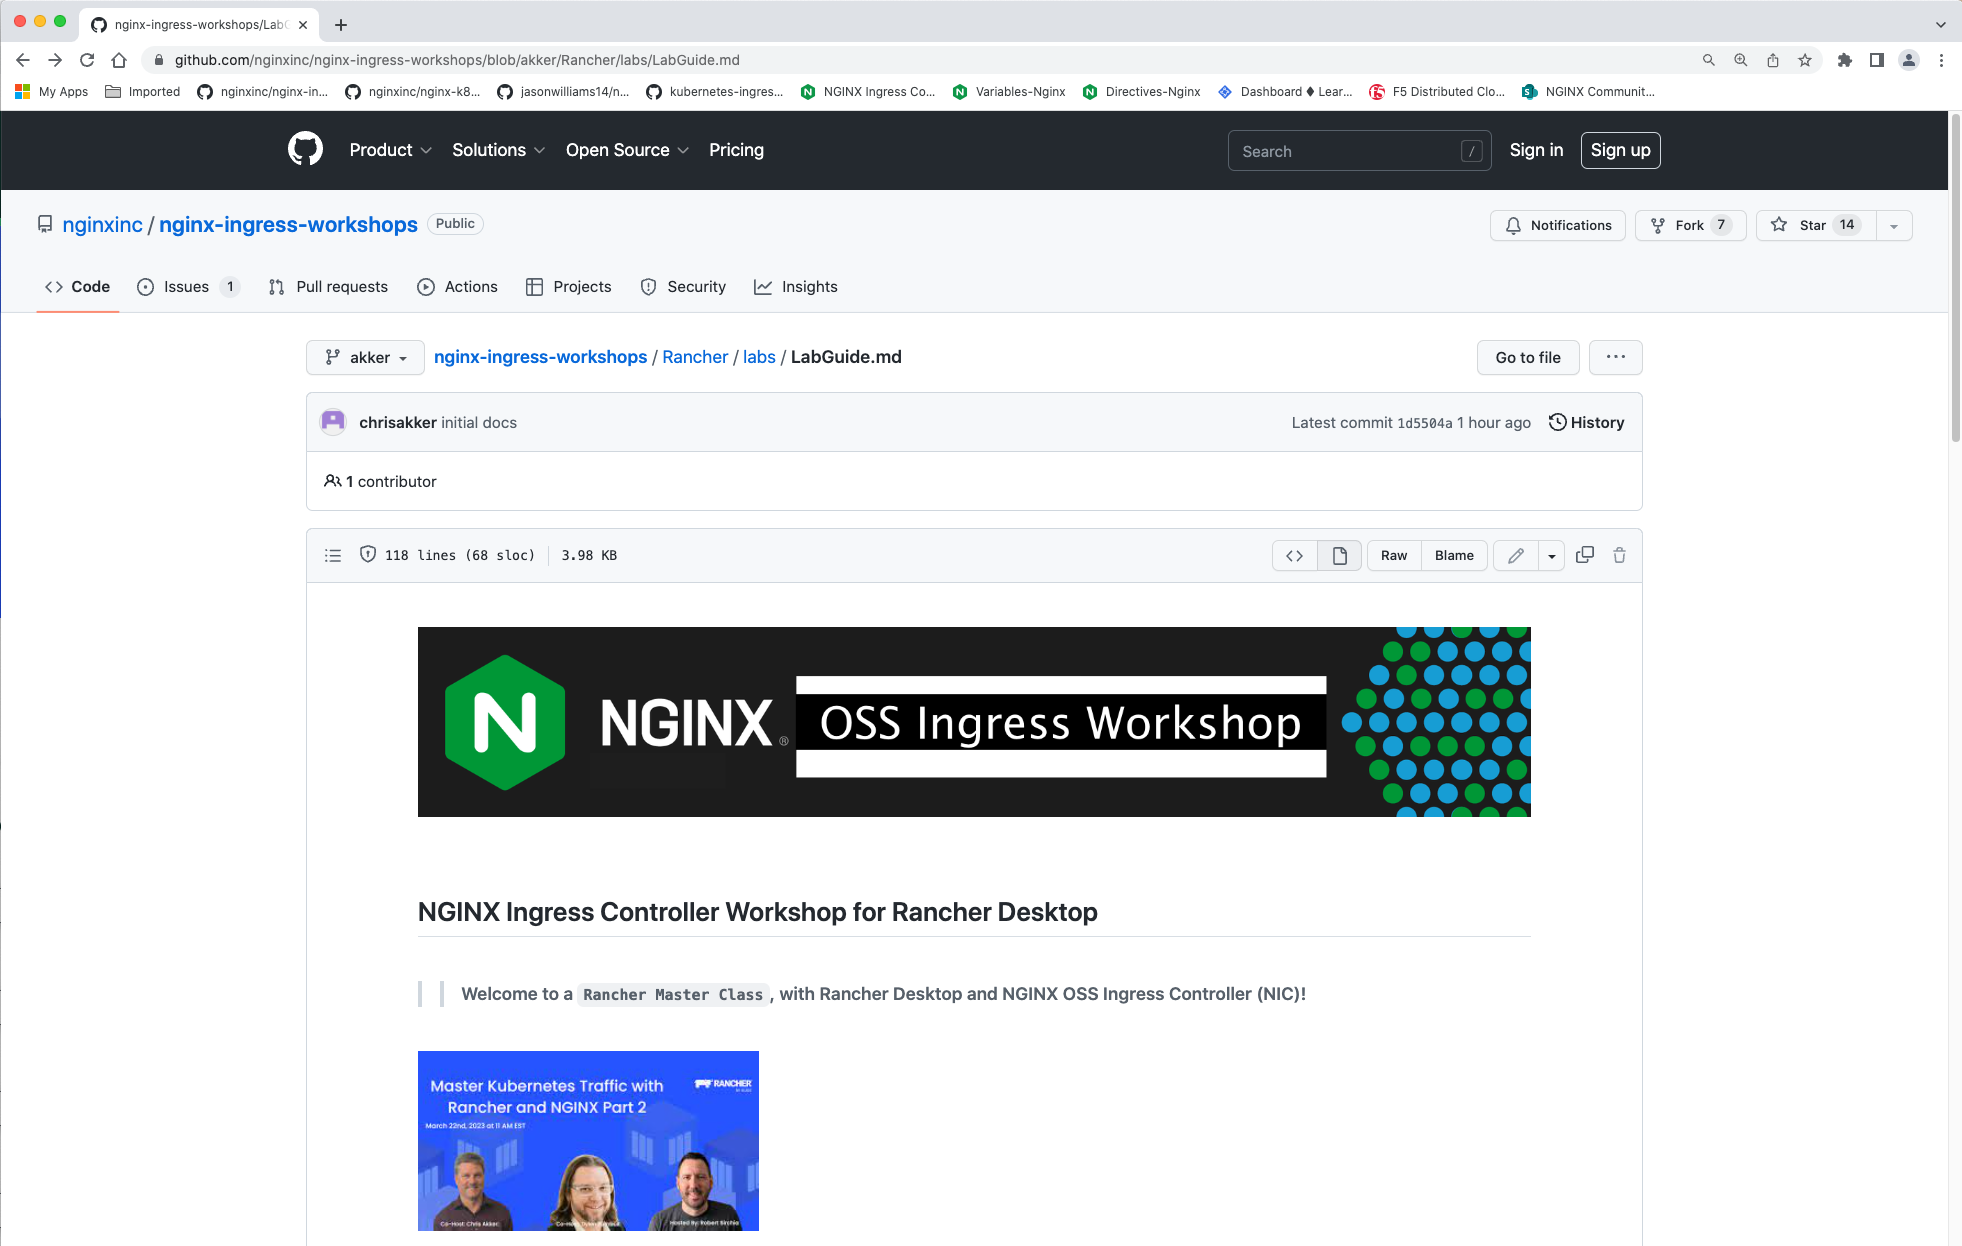 nginx-ingress-workshops/Lab
github.com/nginxinc/nginx-ingress-workshops/blob/akker/Rancher/labs/LabGuide.md
My Apps Imported nginxinc/nginx-in... nginxinc/nginx-k8... jasonwilliams14/n... kubernetes-ingres... NGINX Ingress Co... Variables-Nginx Directives-Nginx Dashboard ♦ Lear... F5 Distributed Clo... NGINX Communit...
Product Solutions Open Source Pricing Search / Sign in Sign up
nginxinc / nginx-ingress-workshops Public Notifications Fork 7 Star 14
Code Issues 1 Pull requests Actions Projects Security Insights
akker nginx-ingress-workshops / Rancher / labs / LabGuide.md Go to file ...
chrisakker initial docs Latest commit 1d5504a 1 hour ago History
1 contributor
118 lines (68 sloc) 3.98 KB <> Raw Blame
N NGINX® OSS Ingress Workshop
NGINX Ingress Controller Workshop for Rancher Desktop
Welcome to a Rancher Master Class, with Rancher Desktop and NGINX OSS Ingress Controller (NIC)!
Master Kubernetes Traffic with RANCHER
Rancher and NGINX Part 2
March 22nd, 2023 at 11 AM EST
Co-Host: Chris Akker Hosted By: Robert Sirchia